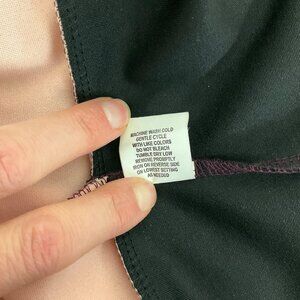 MACHINE WASH COLD
GENTLE CYCLE
WITH LIKE COLORS
DO NOT BLEACH
TUMBLE DRY LOW
REMOVE PROMPTLY
IRON ON REVERSE SIDE
ON LOWEST SETTING
AS NEEDED